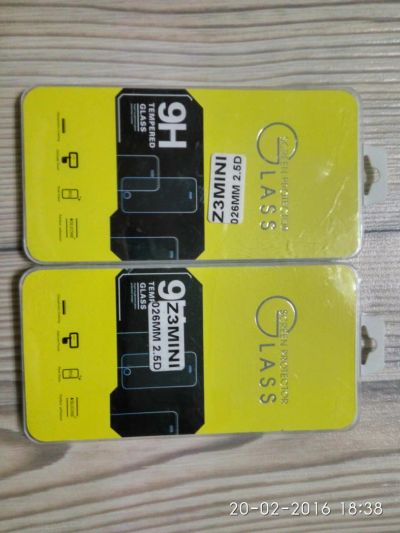 GLASS
SCREEN PROTECTOR
Z3MINI
026MM 2.5D
9H
TEMPERED
GLASS
GLASS
SCREEN PROTECTOR
Z3MINI
026MM 2.5D
9H
TEM
GLASS
20-02-2016 18:38